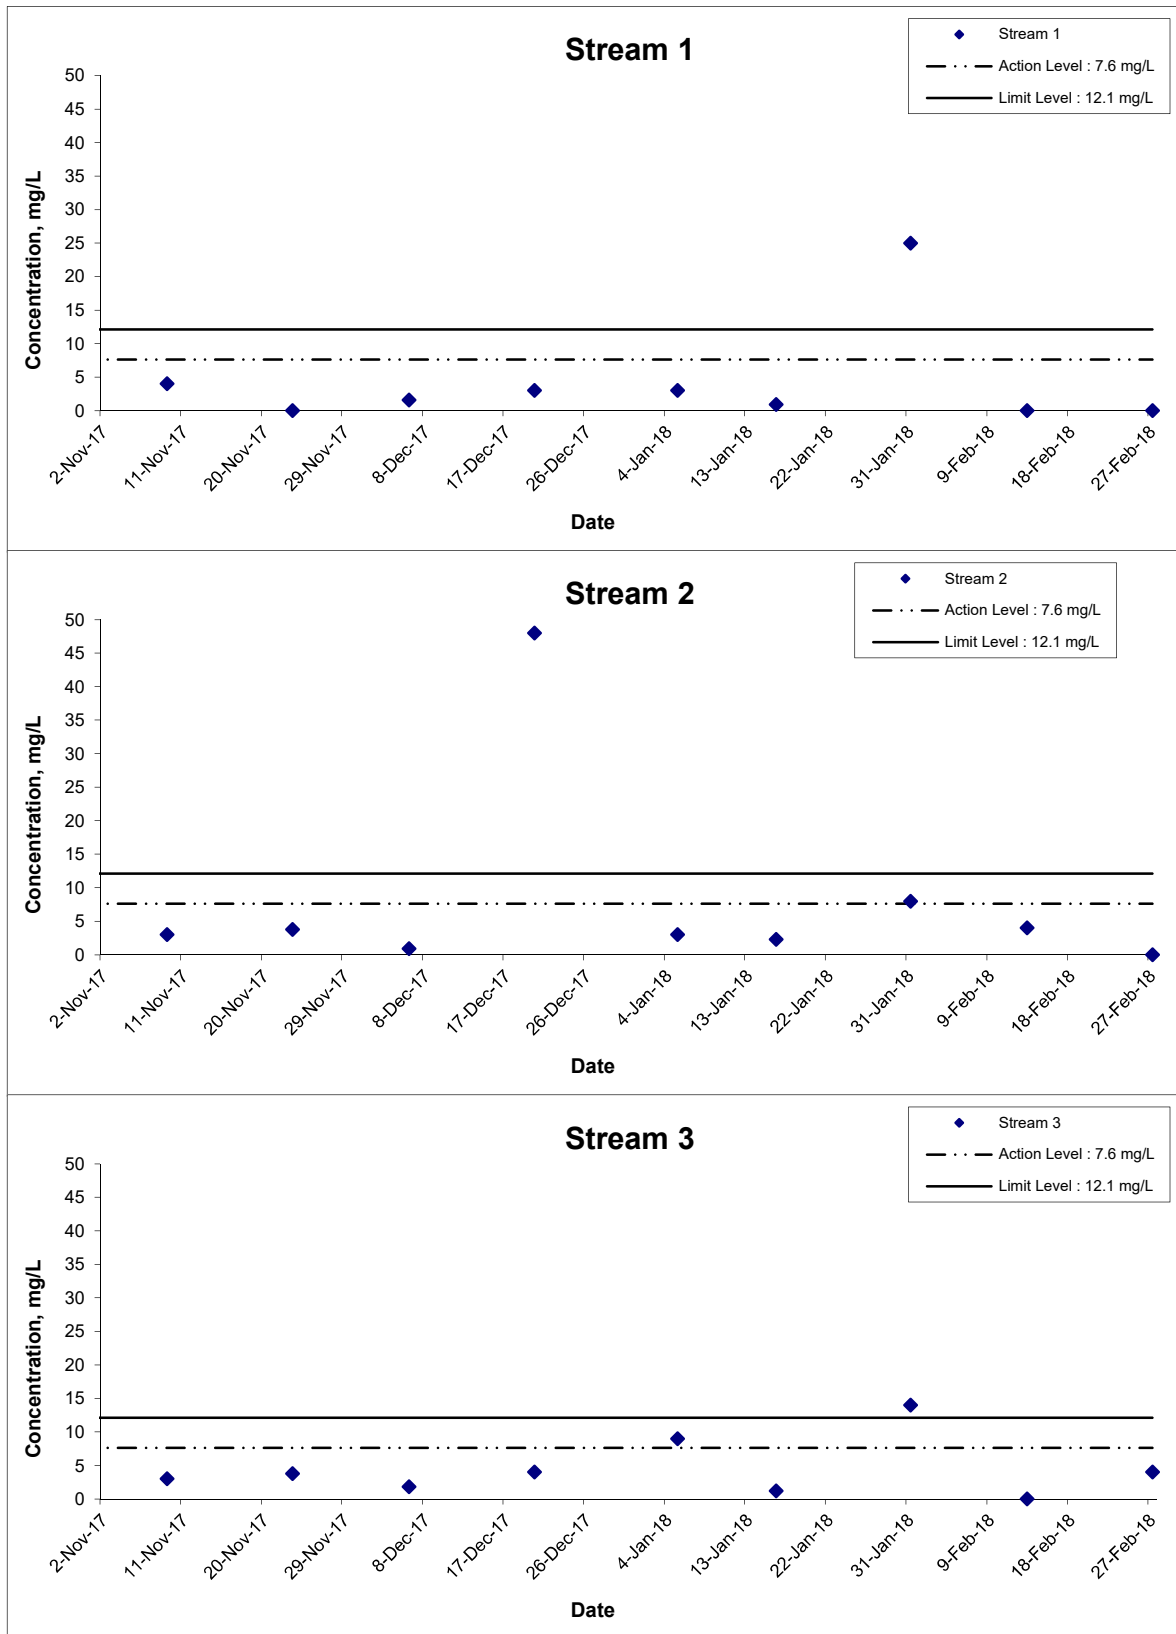 Stream 1
Stream 1
Action Level : 7.6 mg/L
Limit Level : 12.1 mg/L
Concentration, mg/L
50
45
40
35
30
25
20
15
10
5
0
2-Nov-17
11-Nov-17
20-Nov-17
29-Nov-17
8-Dec-17
17-Dec-17
26-Dec-17
4-Jan-18
13-Jan-18
22-Jan-18
31-Jan-18
9-Feb-18
18-Feb-18
27-Feb-18
Date
Stream 2
Stream 2
Action Level : 7.6 mg/L
Limit Level : 12.1 mg/L
Concentration, mg/L
50
45
40
35
30
25
20
15
10
5
0
2-Nov-17
11-Nov-17
20-Nov-17
29-Nov-17
8-Dec-17
17-Dec-17
26-Dec-17
4-Jan-18
13-Jan-18
22-Jan-18
31-Jan-18
9-Feb-18
18-Feb-18
27-Feb-18
Date
Stream 3
Stream 3
Action Level : 7.6 mg/L
Limit Level : 12.1 mg/L
Concentration, mg/L
50
45
40
35
30
25
20
15
10
5
0
2-Nov-17
11-Nov-17
20-Nov-17
29-Nov-17
8-Dec-17
17-Dec-17
26-Dec-17
4-Jan-18
13-Jan-18
22-Jan-18
31-Jan-18
9-Feb-18
18-Feb-18
27-Feb-18
Date